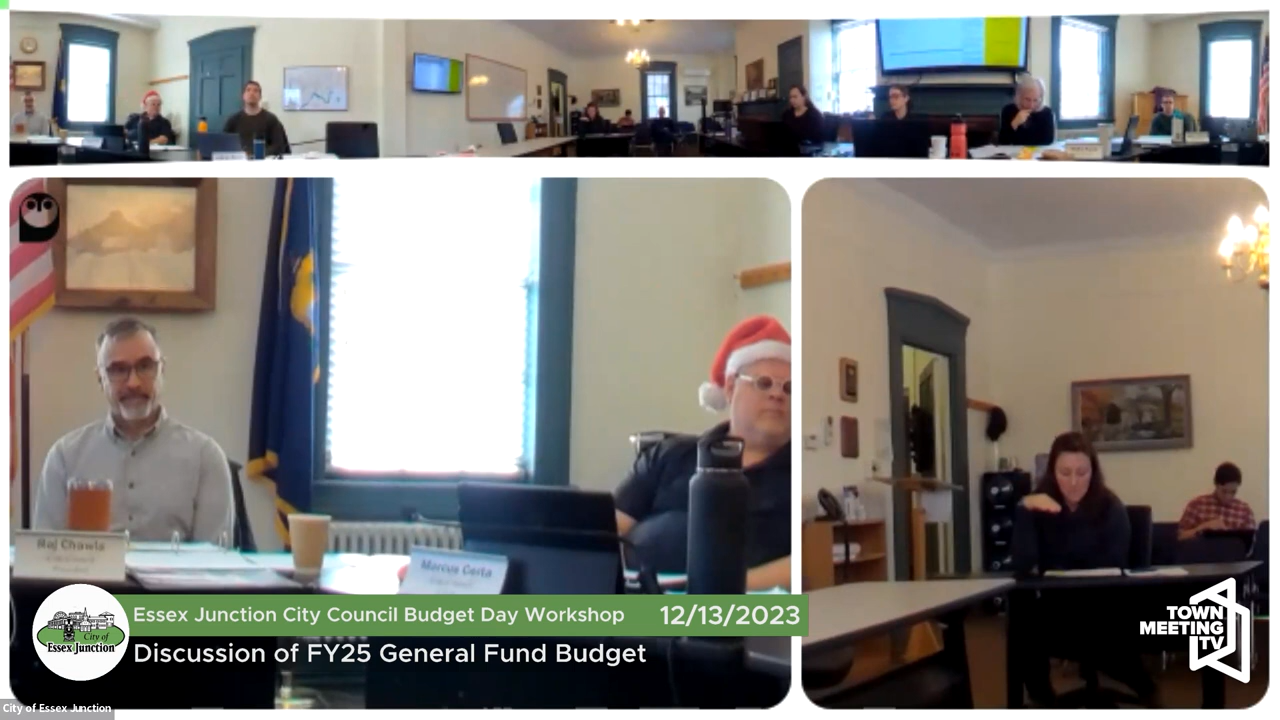 Raj Chawla
Marcus Certa
Essex Junction City Council Budget Day Workshop 12/13/2023
Discussion of FY25 General Fund Budget
City of
Essex Junction
TOWN
MEETING
TV
City of Essex Junction